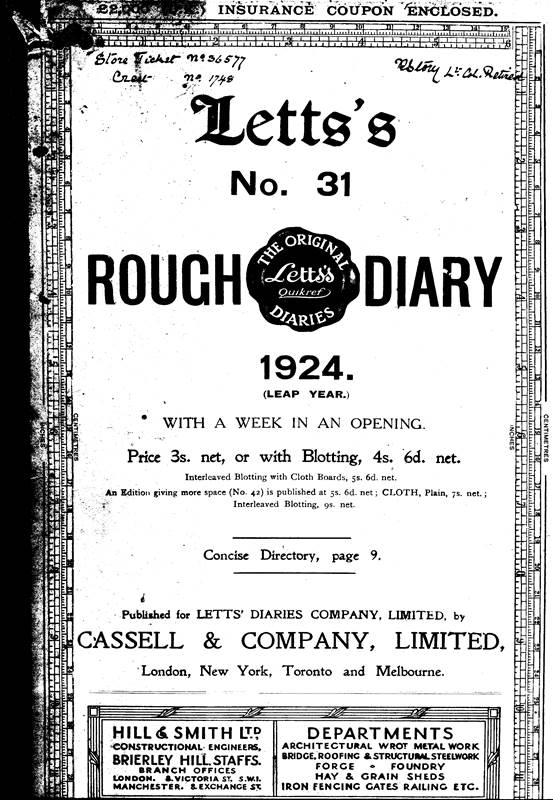 INSURANCE COUPON ENCLOSED.
Store Ticket No 36577
Crest No. 1748
Lt. Col. Retired
Letts's
No. 31
ROUGH DIARY
THE ORIGINAL
Letts's
Quikref
DIARIES
1924.
(LEAP YEAR.)
WITH A WEEK IN AN OPENING.
Price 3s. net, or with Blotting, 4s. 6d. net.
Interleaved Blotting with Cloth Boards, 5s. 6d. net.
An Edition giving more space (No. 42) is published at 5s. 6d. net; CLOTH, Plain, 7s. net.;
Interleaved Blotting, 9s. net.
Concise Directory, page 9.
Published for LETTS' DIARIES COMPANY, LIMITED, by
CASSELL & COMPANY, LIMITED,
London, New York, Toronto and Melbourne.
HILL & SMITH LTD
CONSTRUCTIONAL ENGINEERS,
BRIERLEY HILL, STAFFS.
BRANCH OFFICES
LONDON. 8. VICTORIA ST. S.W.1.
MANCHESTER. 8. EXCHANGE ST.
DEPARTMENTS
ARCHITECTURAL WROT METAL WORK
BRIDGE, ROOFING & STRUCTURAL STEELWORK
FORGE • FOUNDRY
HAY & GRAIN SHEDS
IRON FENCING GATES RAILING ETC.
CENTIMETRES
INCHES
INCHES
CENTIMETRES